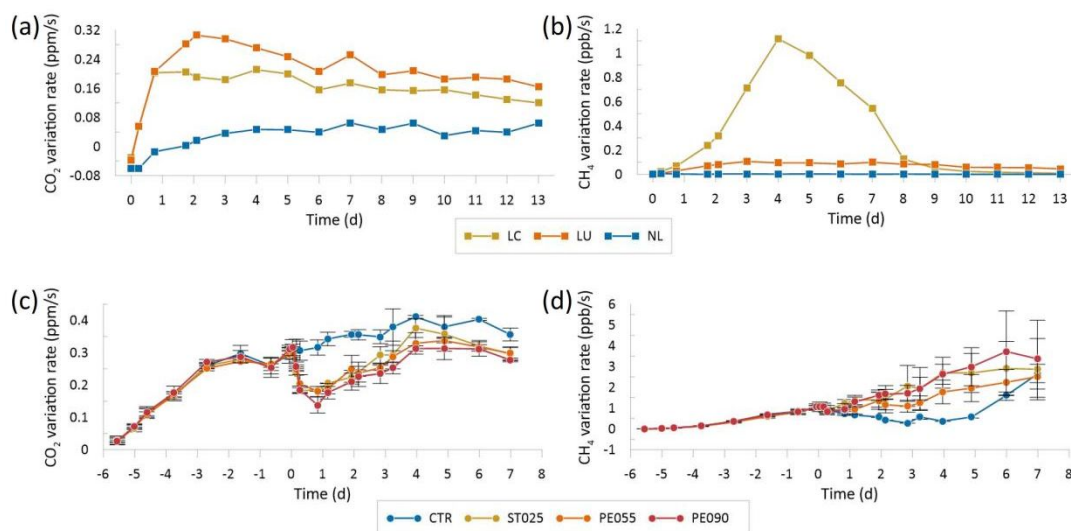 (a)
CO2 variation rate (ppm/s)
0.32
0.24
0.16
0.08
0
-0.08
0 1 2 3 4 5 6 7 8 9 10 11 12 13
Time (d)
(b)
CH4 variation rate (ppb/s)
1.2
1
0.8
0.6
0.4
0.2
0
0 1 2 3 4 5 6 7 8 9 10 11 12 13
Time (d)
LC LU NL
(c)
CO2 variation rate (ppm/s)
0.4
0.3
0.2
0.1
0
-6 -5 -4 -3 -2 -1 0 1 2 3 4 5 6 7 8
Time (d)
(d)
CH4 variation rate (ppb/s)
6
5
4
3
2
1
0
-1
-6 -5 -4 -3 -2 -1 0 1 2 3 4 5 6 7 8
Time (d)
CTR ST025 PE055 PE090